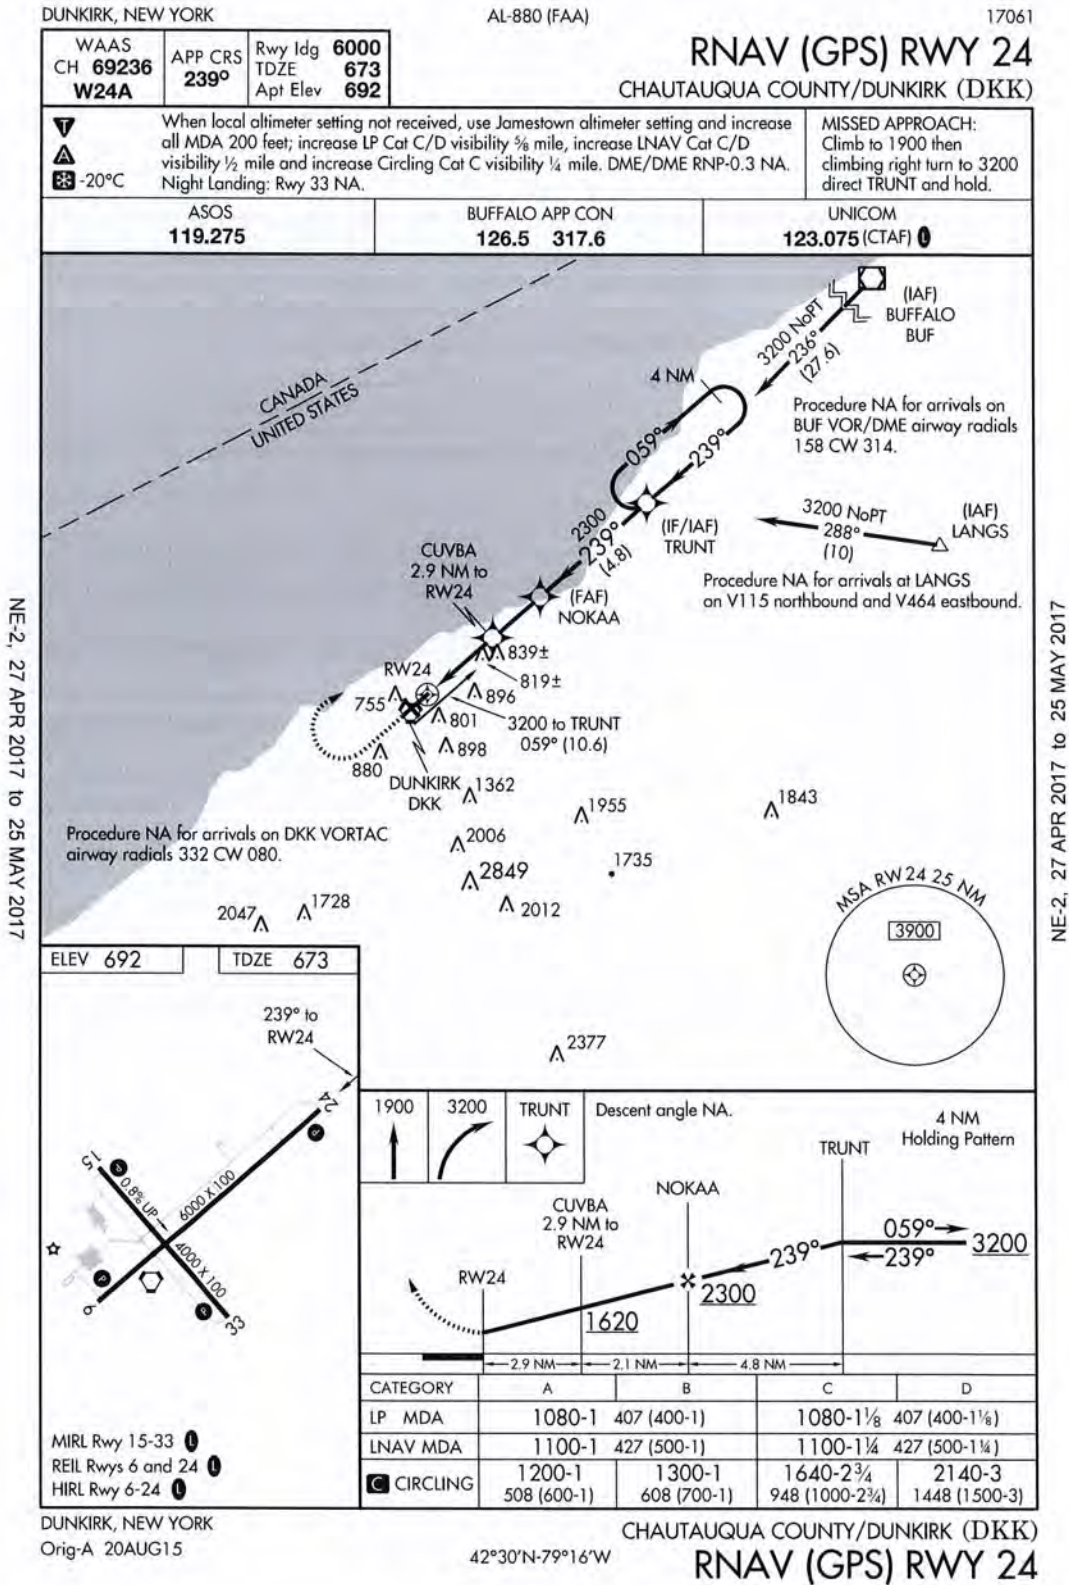 DUNKIRK, NEW YORK
AL-880 (FAA)
17061
WAAS
CH 69236
W24A
APP CRS
239°
Rwy ldg 6000
TDZE 673
Apt Elev 692
RNAV (GPS) RWY 24
CHAUTAUQUA COUNTY/DUNKIRK (DKK)
T
A
-20°C
When local altimeter setting not received, use Jamestown altimeter setting and increase
all MDA 200 feet; increase LP Cat C/D visibility ⅝ mile, increase LNAV Cat C/D
visibility ½ mile and increase Circling Cat C visibility ¼ mile. DME/DME RNP-0.3 NA.
Night Landing: Rwy 33 NA.
MISSED APPROACH:
Climb to 1900 then
climbing right turn to 3200
direct TRUNT and hold.
ASOS
119.275
BUFFALO APP CON
126.5 317.6
UNICOM
123.075 (CTAF) L
(IAF)
BUFFALO
BUF
3200 NoPT
236°
(27.6)
4 NM
CANADA
UNITED STATES
Procedure NA for arrivals on
BUF VOR/DME airway radials
158 CW 314.
059°
239°
3200 NoPT
288°
(10)
(IAF)
LANGS
(IF/IAF)
TRUNT
2300
239°
(4.8)
CUVBA
2.9 NM to
RW24
Procedure NA for arrivals at LANGS
on V115 northbound and V464 eastbound.
(FAF)
NOKAA
839±
819±
RW24
755
896
801
3200 to TRUNT
059° (10.6)
898
880
DUNKIRK
DKK
1362
1955
1843
Procedure NA for arrivals on DKK VORTAC
airway radials 332 CW 080.
2006
1735
2849
2012
1728
2047
MSA RW 24 25 NM
3900
2377
NE-2, 27 APR 2017 to 25 MAY 2017
NE-2, 27 APR 2017 to 25 MAY 2017
ELEV 692
TDZE 673
239° to
RW24
24
15
P
P
0.8% UP
6000 X 100
4000 X 100
P
P
6
33
MIRL Rwy 15-33 L
REIL Rwys 6 and 24 L
HIRL Rwy 6-24 L
1900
3200
TRUNT
Descent angle NA.
4 NM
Holding Pattern
TRUNT
NOKAA
CUVBA
2.9 NM to
RW24
RW24
059°
239°
3200
239°
2300
1620
2.9 NM
2.1 NM
4.8 NM
CATEGORY A B C D
LP MDA 1080-1 407 (400-1) 1080-1⅛ 407 (400-1⅛)
LNAV MDA 1100-1 427 (500-1) 1100-1¼ 427 (500-1¼)
C CIRCLING
1200-1 1300-1 1640-2¾ 2140-3
508 (600-1) 608 (700-1) 948 (1000-2¾) 1448 (1500-3)
DUNKIRK, NEW YORK
Orig-A 20AUG15
42°30'N-79°16'W
CHAUTAUQUA COUNTY/DUNKIRK (DKK)
RNAV (GPS) RWY 24